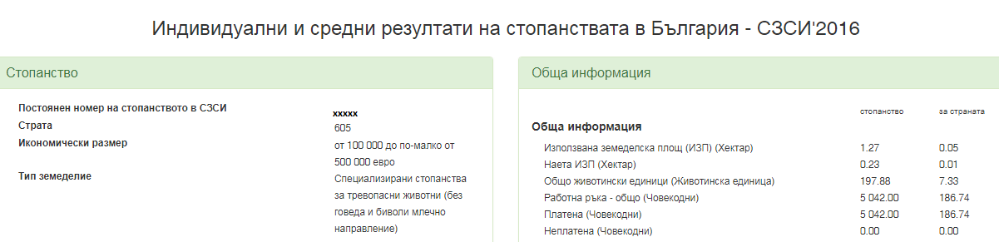 Индивидуални и средни резултати на стопанствата в България - СЗСИ'2016
Стопанство
Постоянен номер на стопанството в СЗСИ xxxxx
Страта 605
Икономически размер от 100 000 до по-малко от
500 000 евро
Тип земеделие Специализирани стопанства
за тревопасни животни (без
говеда и биволи млечно
направление)
Обща информация
стопанство за страната
Обща информация
Използвана земеделска площ (ИЗП) (Хектар) 1.27 0.05
Наета ИЗП (Хектар) 0.23 0.01
Общо животински единици (Животинска единица) 197.88 7.33
Работна ръка - общо (Човекодни) 5 042.00 186.74
Платена (Човекодни) 5 042.00 186.74
Неплатена (Човекодни) 0.00 0.00